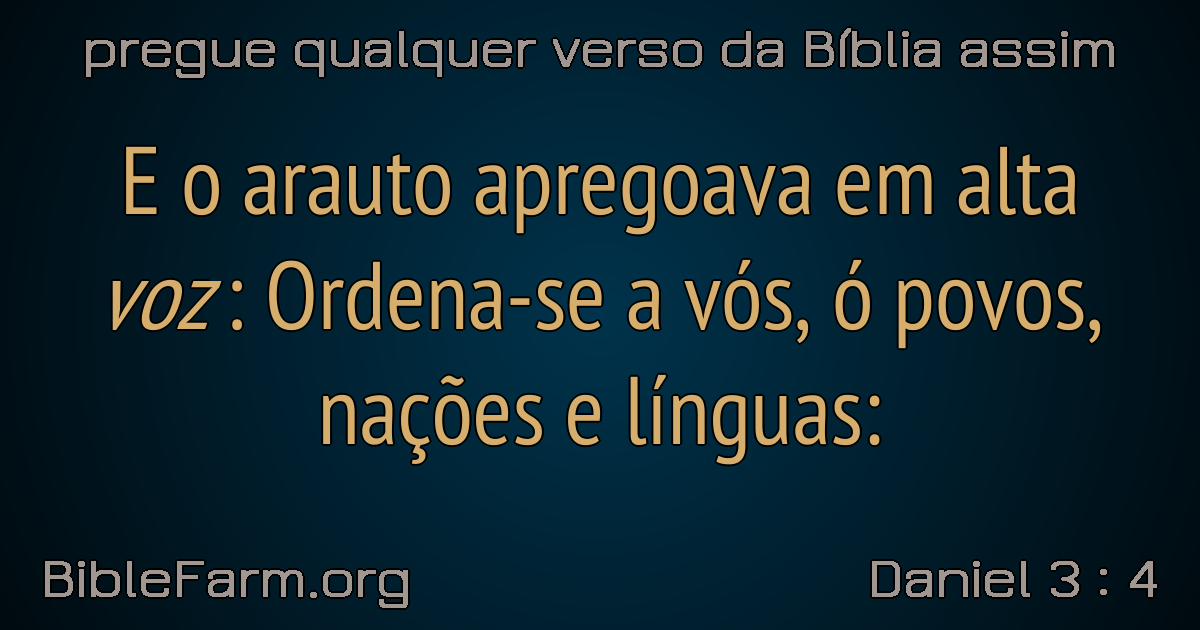 pregue qualquer verso da Bíblia assim
E o arauto apregoava em alta
voz: Ordena-se a vós, ó povos,
nações e línguas:
BibleFarm.org
Daniel 3 : 4